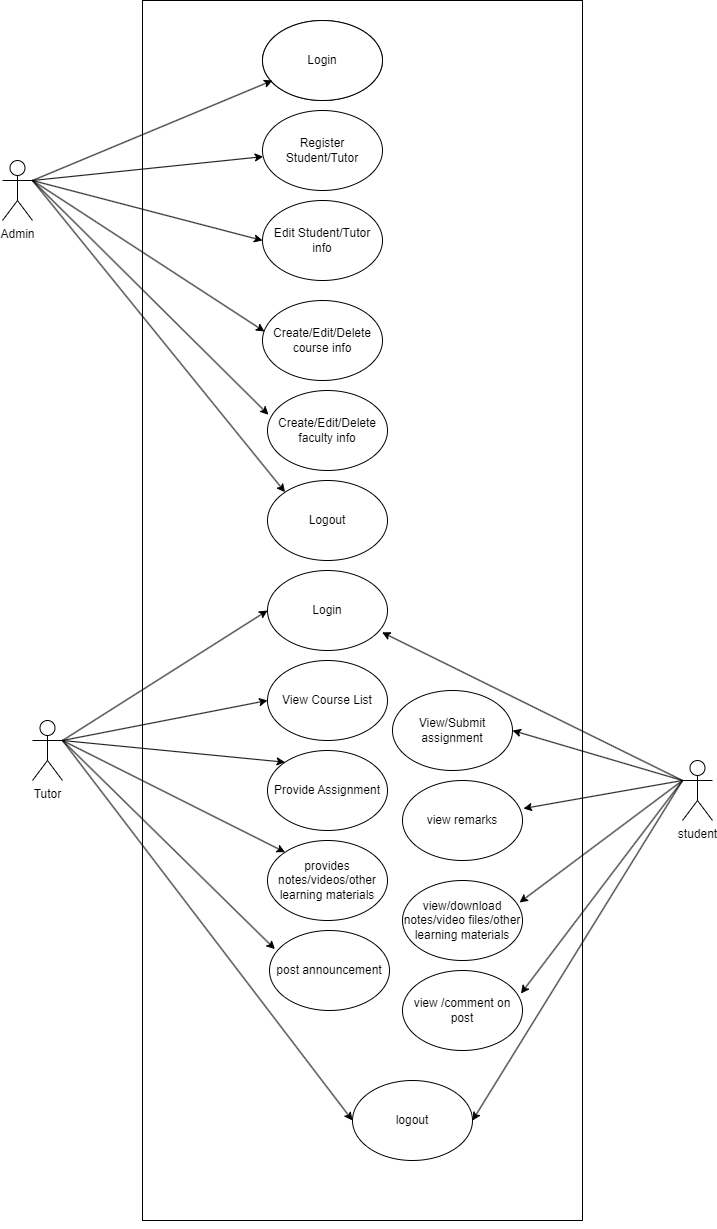 Login
Register
Student/Tutor
Admin
Edit Student/Tutor
info
Create/Edit/Delete
course info
Create/Edit/Delete
faculty info
Logout
Login
View Course List
View/Submit
assignment
Tutor
Provide Assignment
student
view remarks
provides
notes/videos/other
learning materials
view/download
notes/video files/other
learning materials
post announcement
view /comment on
post
logout